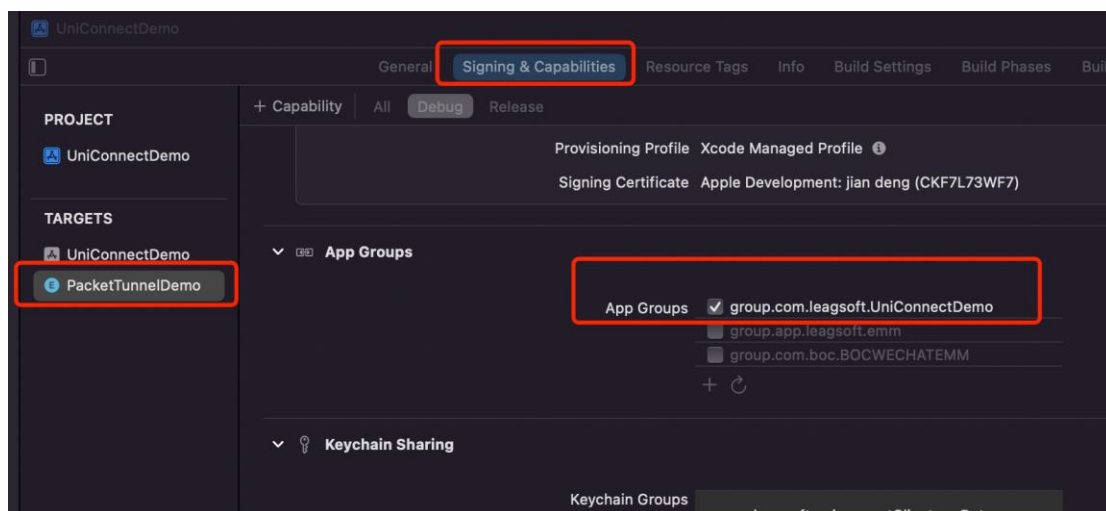 UniConnectDemo
General Signing & Capabilities Resource Tags Info Build Settings Build Phases
+ Capability All Debug Release
PROJECT
UniConnectDemo
Provisioning Profile Xcode Managed Profile
Signing Certificate Apple Development: jian deng (CKF7L73WF7)
TARGETS
UniConnectDemo
PacketTunnelDemo
App Groups
App Groups group.com.leagsoft.UniConnectDemo
group.app.leagsoft.emm
group.com.boc.BOCWECHATEMM
Keychain Sharing
Keychain Groups